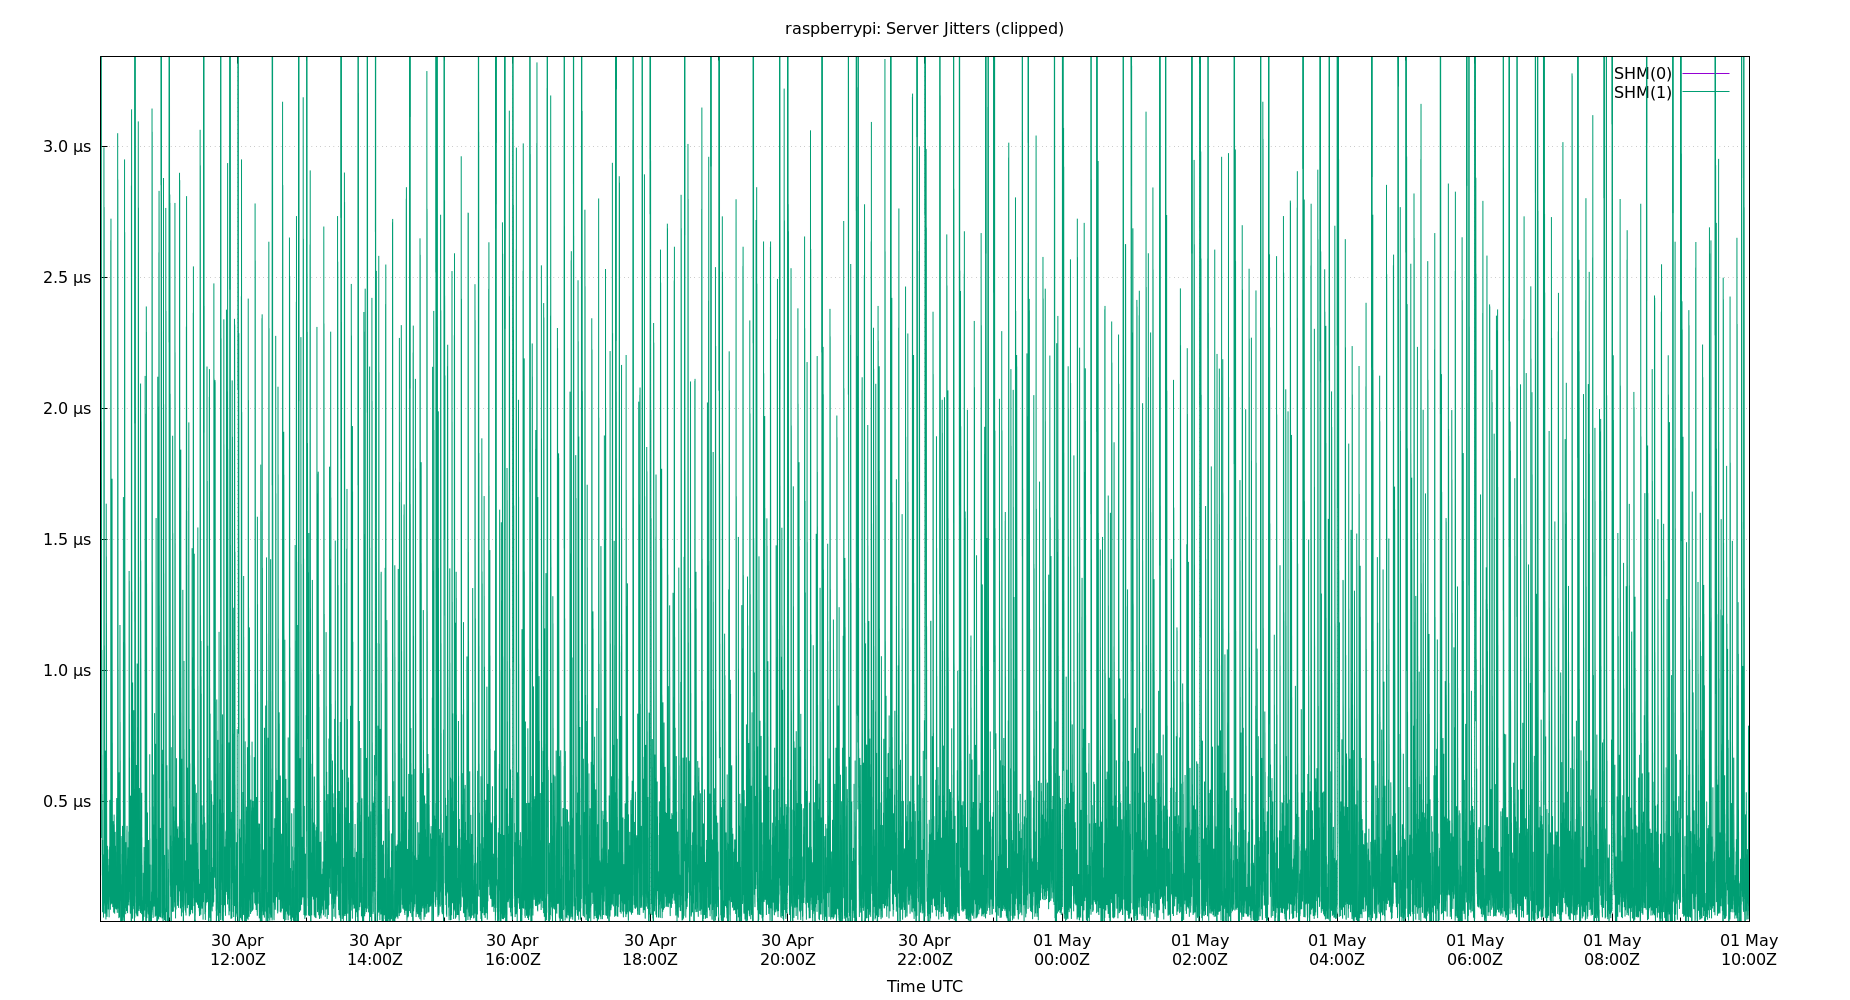 raspberrypi: Server Jitters (clipped)
SHM(0)
SHM(1)
3.0 µs
2.5 µs
2.0 µs
1.5 µs
1.0 µs
0.5 µs
30 Apr 30 Apr 30 Apr 30 Apr 30 Apr 30 Apr 01 May 01 May 01 May 01 May 01 May 01 May
12:00Z 14:00Z 16:00Z 18:00Z 20:00Z 22:00Z 00:00Z 02:00Z 04:00Z 06:00Z 08:00Z 10:00Z
Time UTC